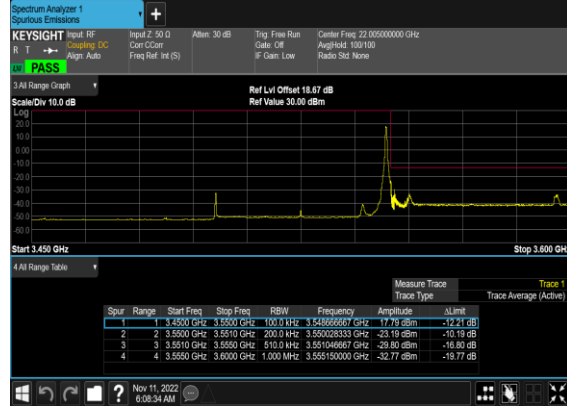 Spectrum Analyzer 1
Spurious Emissions
+
KEYSIGHT Input: RF Input Z: 50 Ω Atten: 30 dB Trig: Free Run Center Freq: 22.005000000 GHz
R T Coupling: DC Corr CCorr Gate: Off Avg|Hold: 100/100
Align: Auto Freq Ref: Int (S) IF Gain: Low Radio Std: None
LW PASS
3 All Range Graph
Ref Lvl Offset 18.67 dB
Scale/Div 10.0 dB Ref Value 30.00 dBm
Log
20.0
10.0
0.00
-10.0
-20.0
-30.0
-40.0
-50.0
-60.0
Start 3.450 GHz Stop 3.600 GHz
4 All Range Table
Measure Trace Trace 1
Trace Type Trace Average (Active)
Spur Range Start Freq Stop Freq RBW Frequency Amplitude ΔLimit
1 1 3.4500 GHz 3.5500 GHz 100.0 kHz 3.548666667 GHz 17.79 dBm -12.21 dB
2 2 3.5500 GHz 3.5510 GHz 200.0 kHz 3.550028333 GHz -23.19 dBm -10.19 dB
3 3 3.5510 GHz 3.5550 GHz 510.0 kHz 3.551046667 GHz -29.80 dBm -16.80 dB
4 4 3.5550 GHz 3.6000 GHz 1.000 MHz 3.555150000 GHz -32.77 dBm -19.77 dB
? Nov 11, 2022
6:08:34 AM